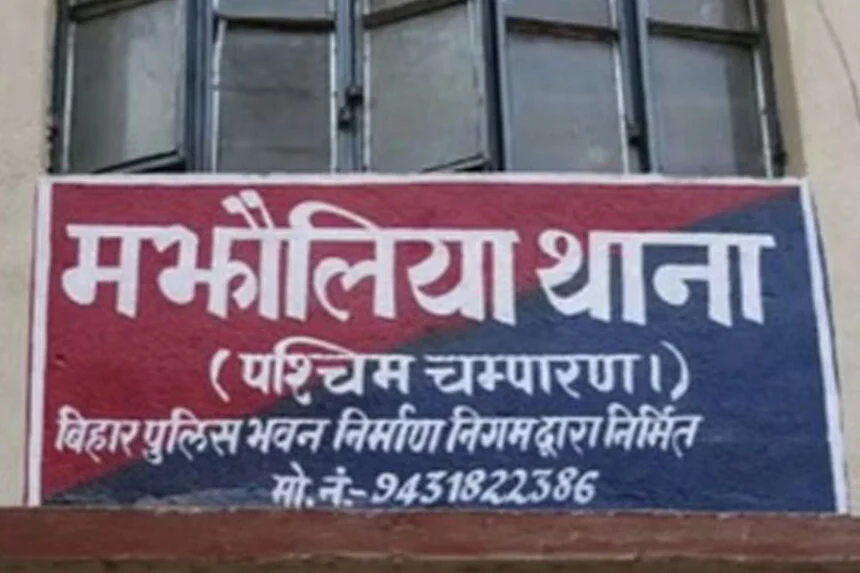 मझौलिया थाना
(पश्चिम चम्पारण।)
बिहार पुलिस भवन निर्माण निगम द्वारा निर्मित
मो. नं:- 9431822386